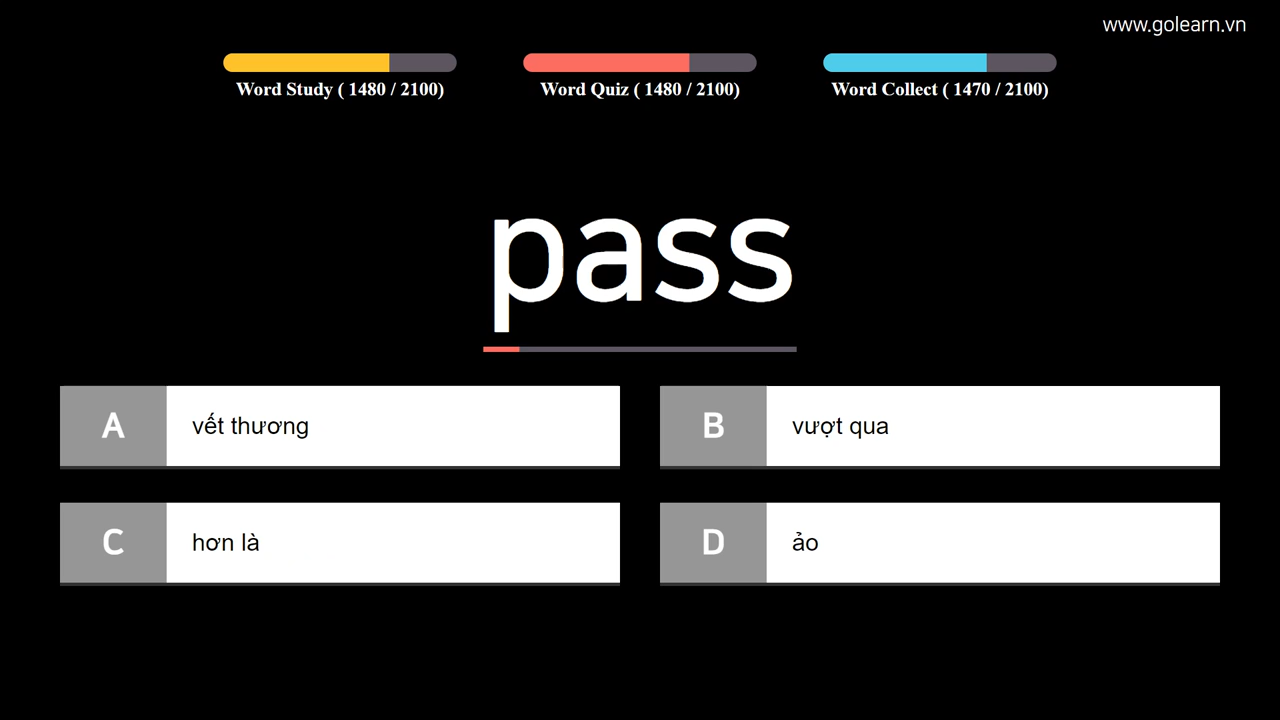 www.golearn.vn
Word Study ( 1480 / 2100)
Word Quiz ( 1480 / 2100)
Word Collect ( 1470 / 2100)
pass
A vết thương
B vượt qua
C hơn là
D ảo